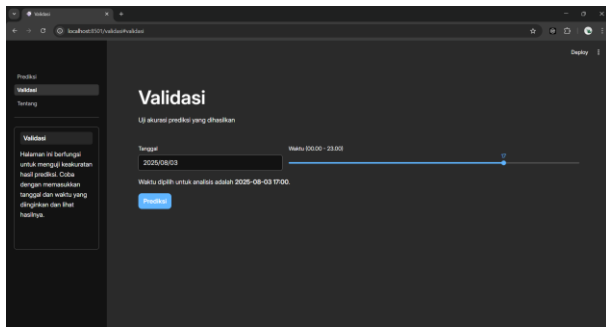 Validasi
localhost:8501/validasi#validasi
Deploy
Prediksi
Validasi
Tentang
Validasi
Halaman ini berfungsi
untuk menguji keakuratan
hasil prediksi. Coba
dengan memasukkan
tanggal dan waktu yang
diinginkan dan lihat
hasilnya.
Validasi
Uji akurasi prediksi yang dihasilkan
Tanggal
Waktu (00.00 - 23.00)
2025/08/03
17
Waktu dipilih untuk analisis adalah 2025-08-03 17:00.
Prediksi